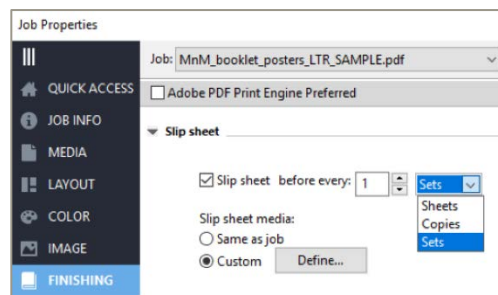 Job Properties
Job: MnM_booklet_posters_LTR_SAMPLE.pdf
QUICK ACCESS
Adobe PDF Print Engine Preferred
JOB INFO
Slip sheet
MEDIA
LAYOUT
Slip sheet before every: 1 Sets
Sheets
COLOR
Slip sheet media:
Copies
IMAGE
Same as job
Sets
FINISHING
Custom Define...